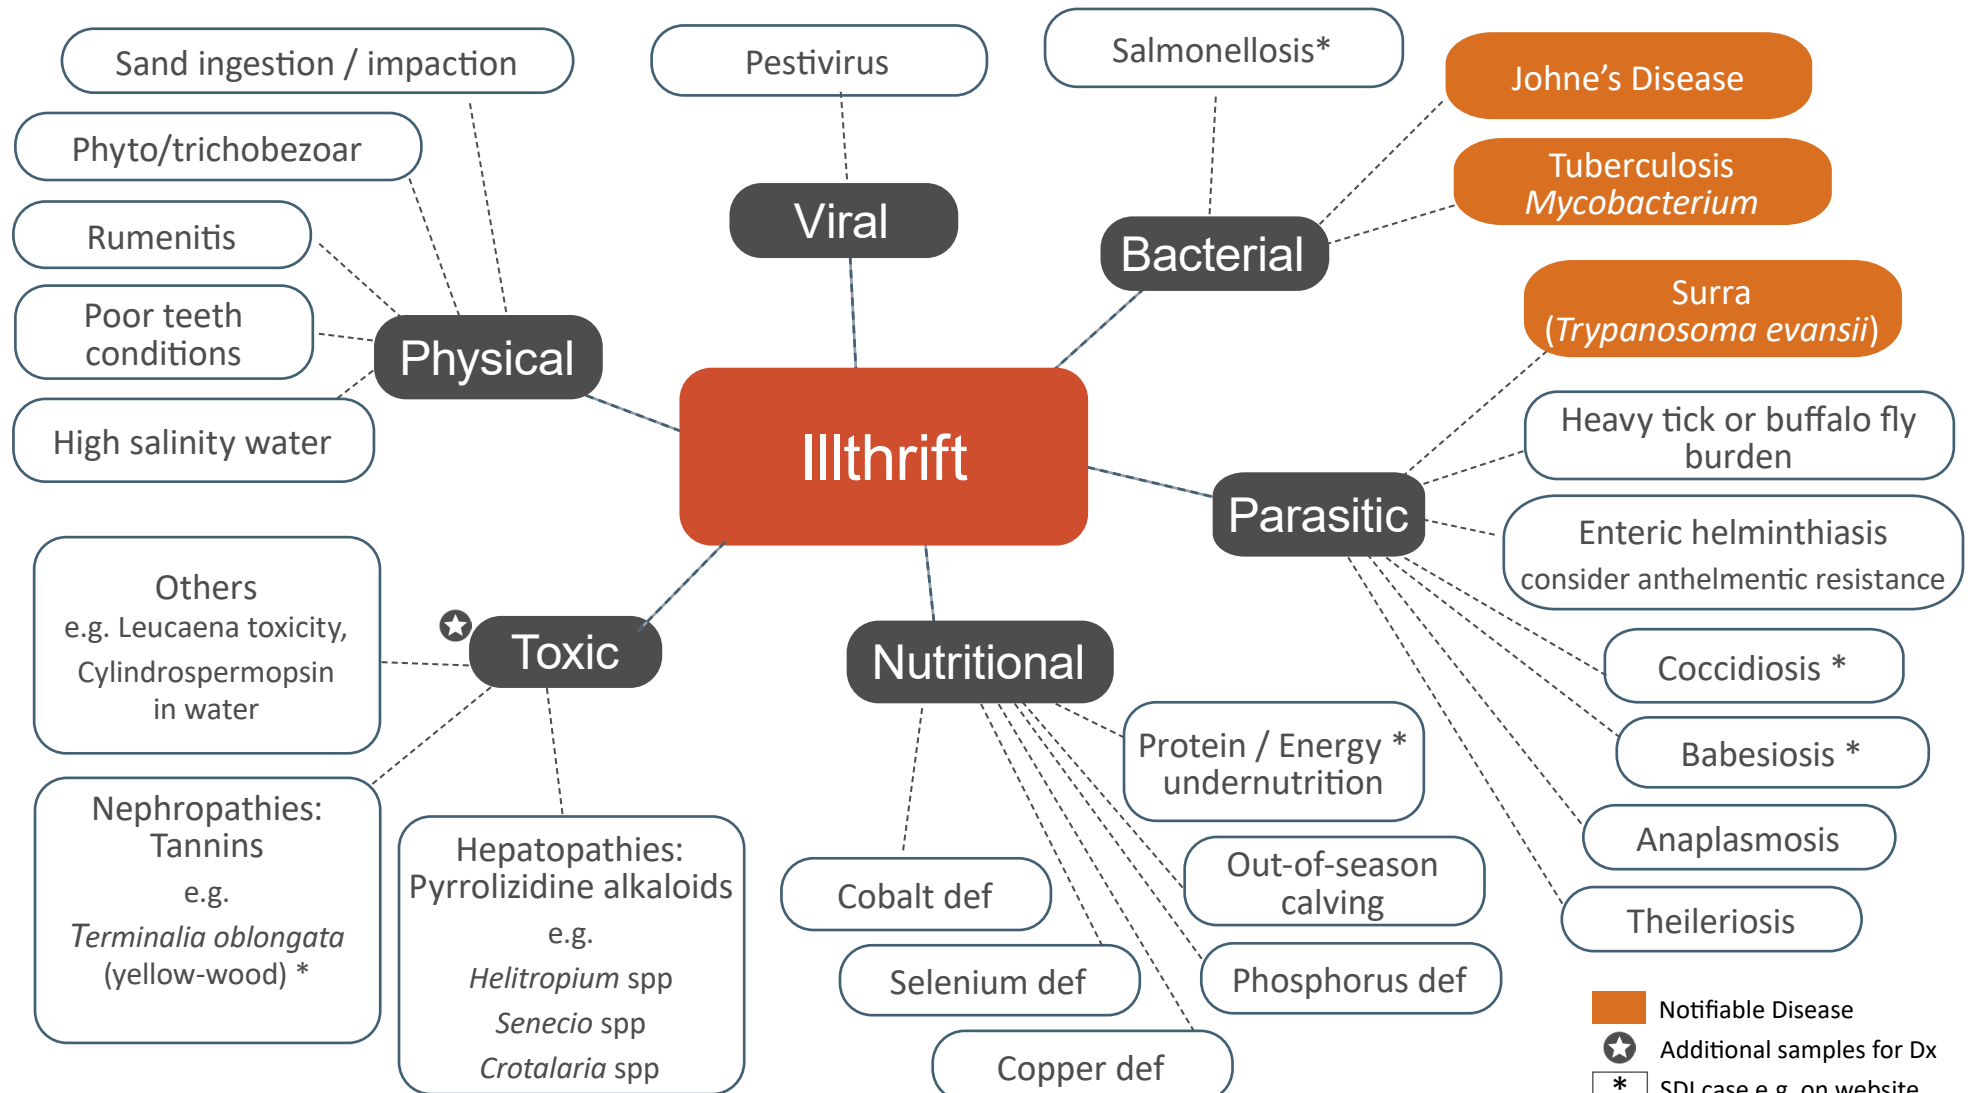 Sand ingestion / impaction
Phyto/trichobezoar
Rumenitis
Poor teeth
conditions
High salinity water
Physical
Pestivirus
Viral
Salmonellosis*
Johne's Disease
Tuberculosis
Mycobacterium
Bacterial
Illthrift
Surra
(Trypanosoma evansii)
Heavy tick or buffalo fly
burden
Enteric helminthiasis
consider anthelmentic resistance
Parasitic
Coccidiosis *
Babesiosis *
Anaplasmosis
Theileriosis
Others
e.g. Leucaena toxicity,
Cylindrospermopsin
in water
Toxic
Nephropathies:
Tannins
e.g.
Terminalia oblongata
(yellow-wood) *
Hepatopathies:
Pyrrolizidine alkaloids
e.g.
Helitropium spp
Senecio spp
Crotalaria spp
Nutritional
Protein / Energy *
undernutrition
Out-of-season
calving
Cobalt def
Selenium def
Phosphorus def
Copper def
Notifiable Disease
Additional samples for Dx
* SDI case e.g. on website